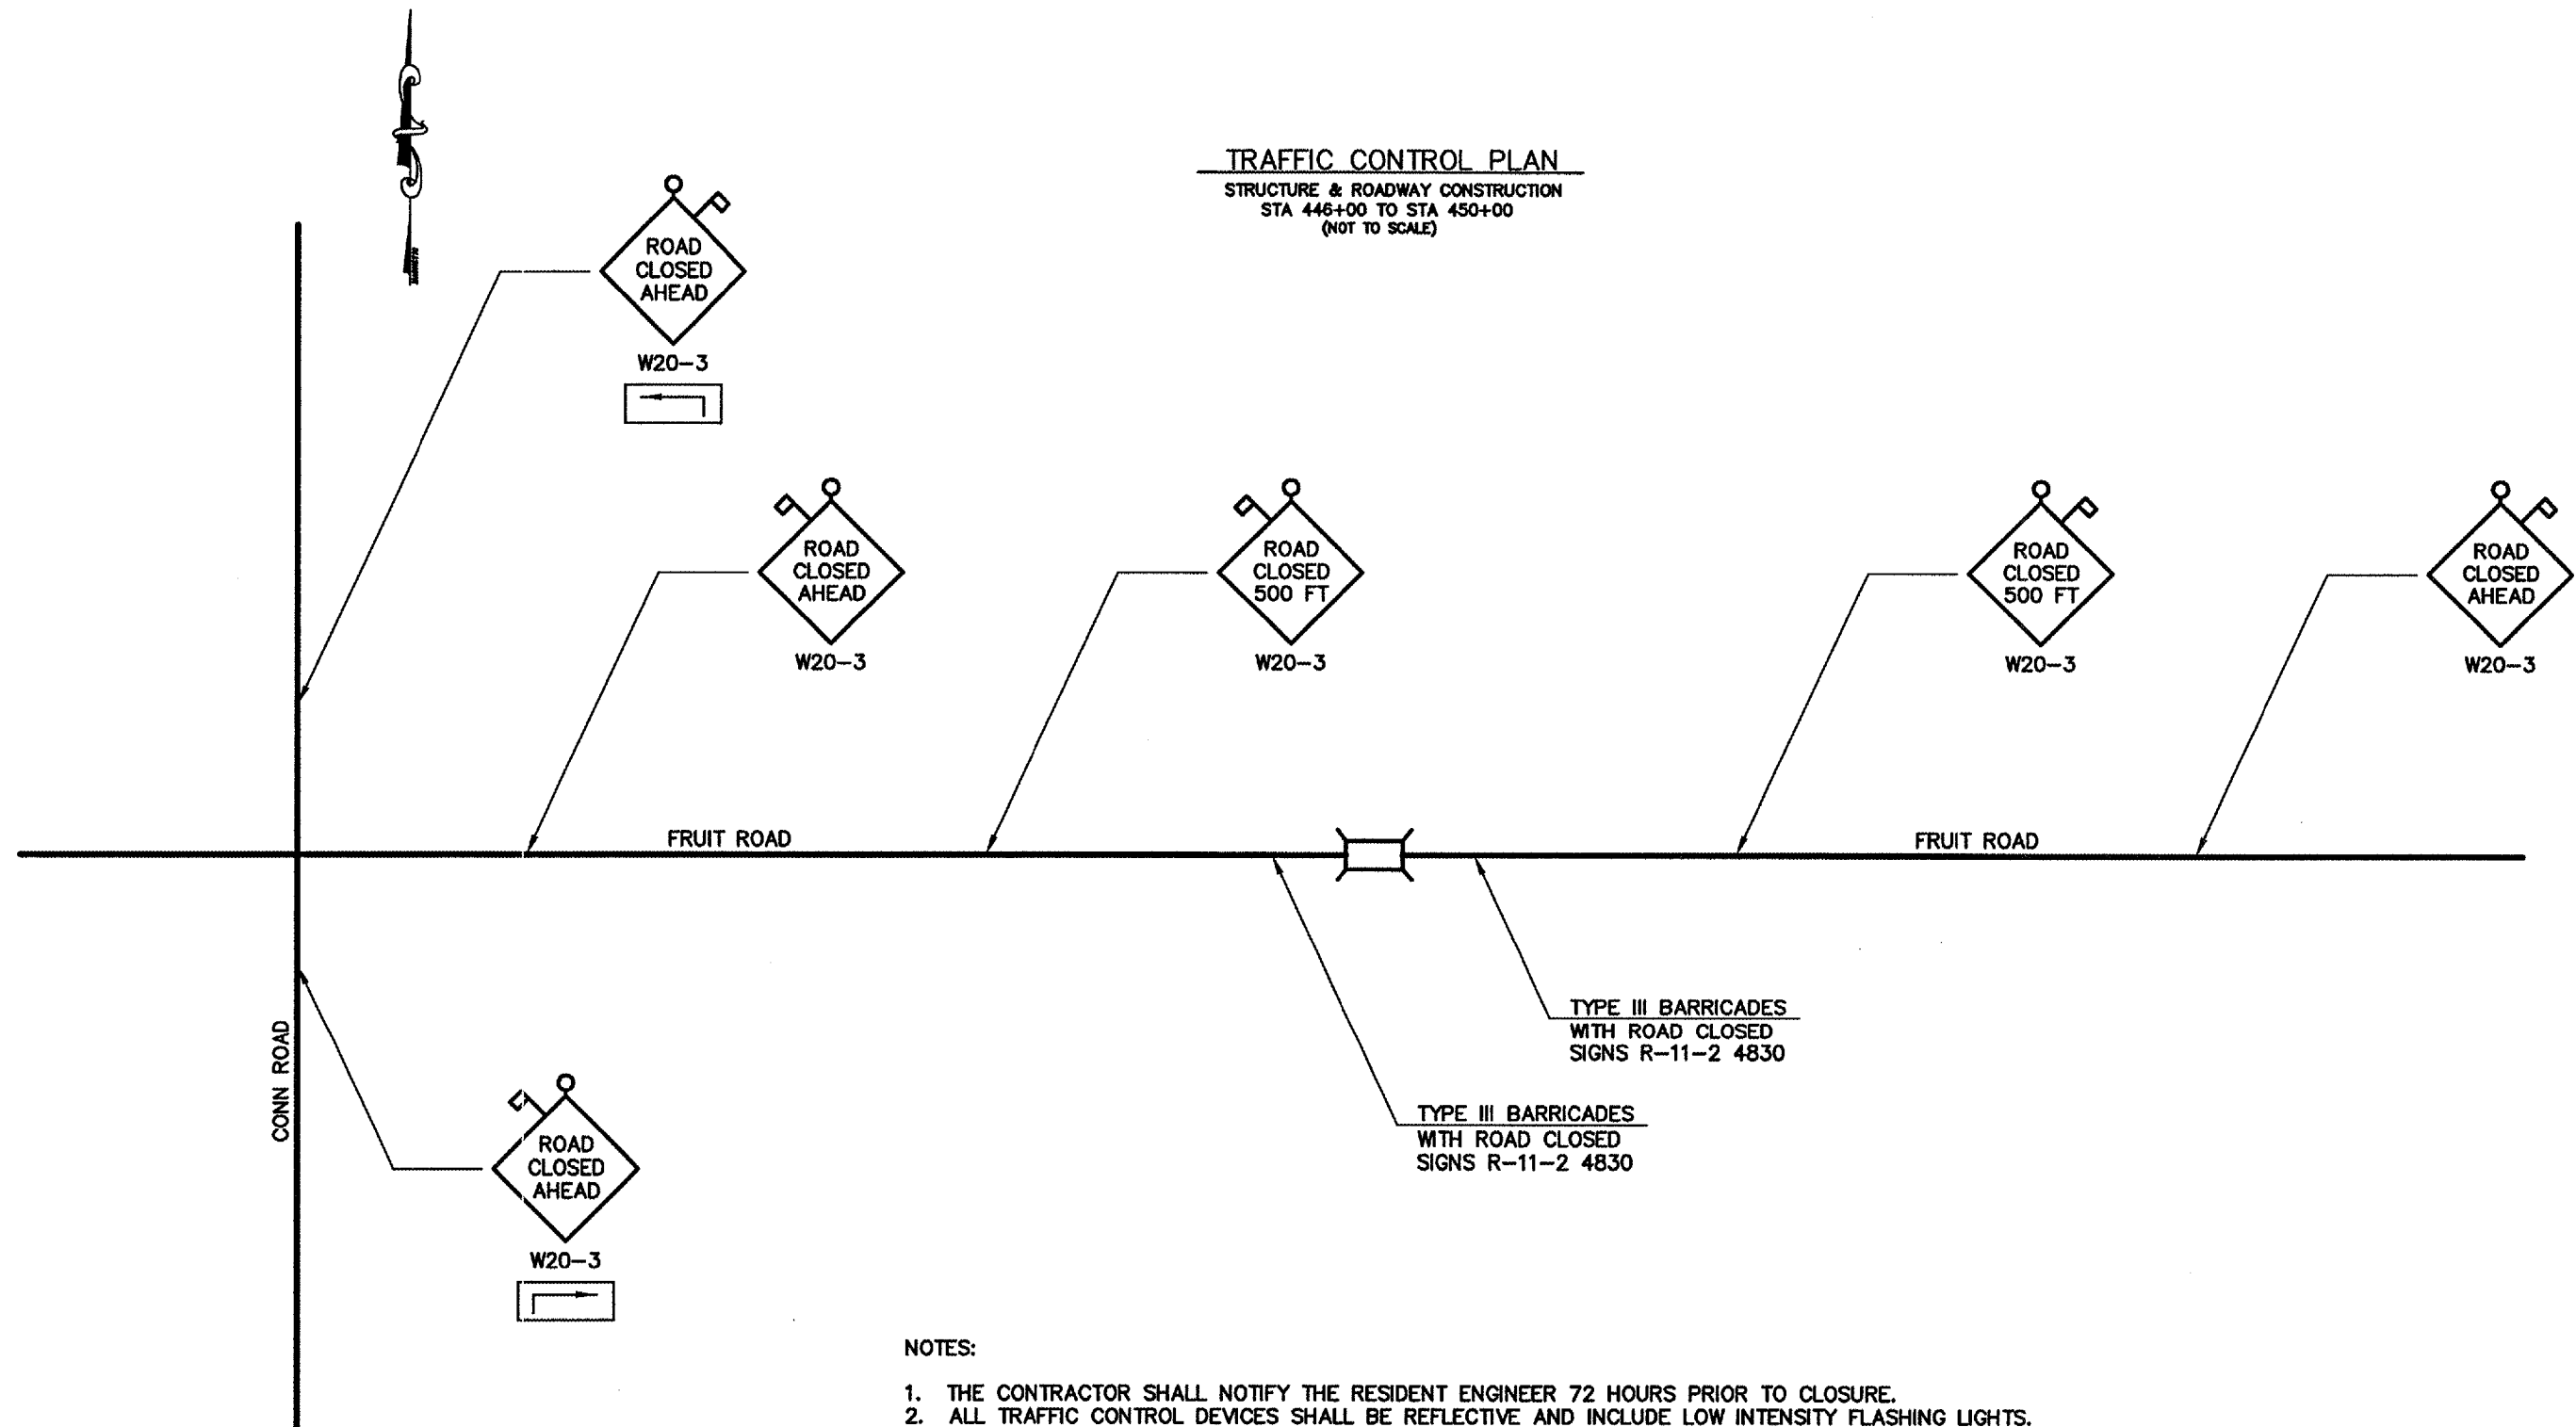 TRAFFIC CONTROL PLAN
STRUCTURE & ROADWAY CONSTRUCTION
STA 446+00 TO STA 450+00
(NOT TO SCALE)
ROAD
CLOSED
AHEAD
W20-3
ROAD
CLOSED
AHEAD
W20-3
ROAD
CLOSED
500 FT
W20-3
ROAD
CLOSED
500 FT
W20-3
ROAD
CLOSED
AHEAD
W20-3
FRUIT ROAD
FRUIT ROAD
CONN ROAD
TYPE III BARRICADES
WITH ROAD CLOSED
SIGNS R-11-2 4830
TYPE III BARRICADES
WITH ROAD CLOSED
SIGNS R-11-2 4830
ROAD
CLOSED
AHEAD
W20-3
NOTES:
1. THE CONTRACTOR SHALL NOTIFY THE RESIDENT ENGINEER 72 HOURS PRIOR TO CLOSURE.
2. ALL TRAFFIC CONTROL DEVICES SHALL BE REFLECTIVE AND INCLUDE LOW INTENSITY FLASHING LIGHTS.